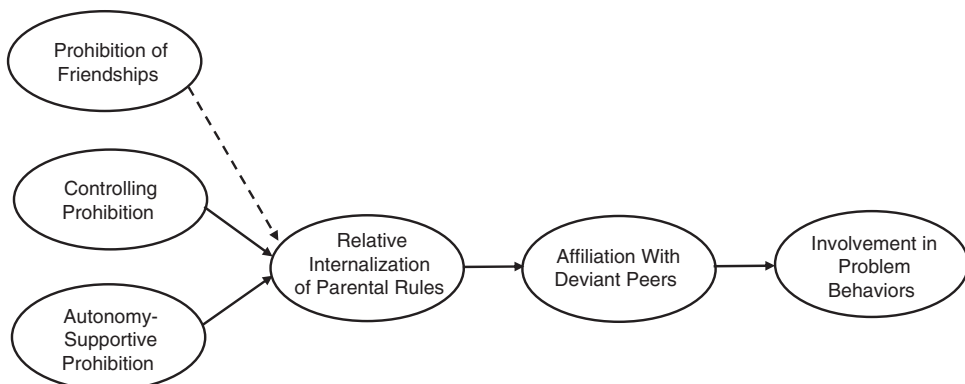 Prohibition of
Friendships
Controlling
Prohibition
Autonomy-
Supportive
Prohibition
Relative
Internalization
of Parental Rules
Affiliation With
Deviant Peers
Involvement in
Problem
Behaviors